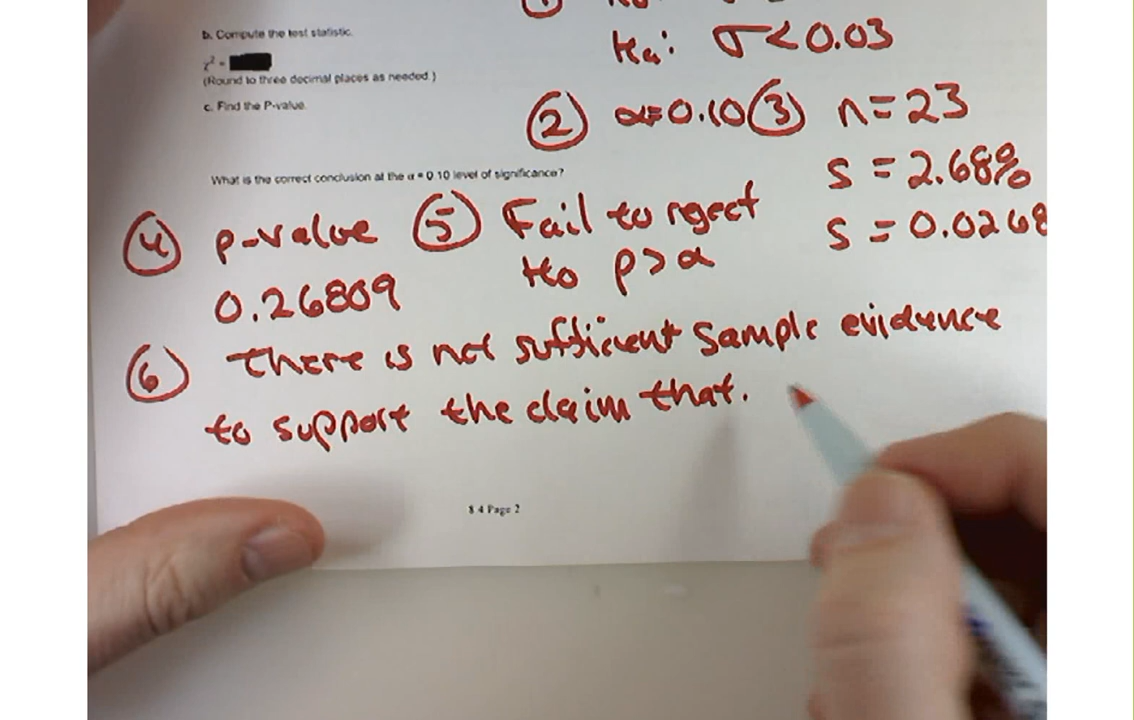 b. Compute the test statistic.
χ² =
(Round to three decimal places as needed.)
c. Find the P-value.
Ha: σ < 0.03
② α = 0.10 ③ n = 23
What is the correct conclusion at the α = 0.10 level of significance?
s = 2.68%
s = 0.0268
④ p-value ⑤ Fail to reject
0.26809 Ho p > α
⑥ There is not sufficient sample evidence
to support the claim that.
8 4 Page 2